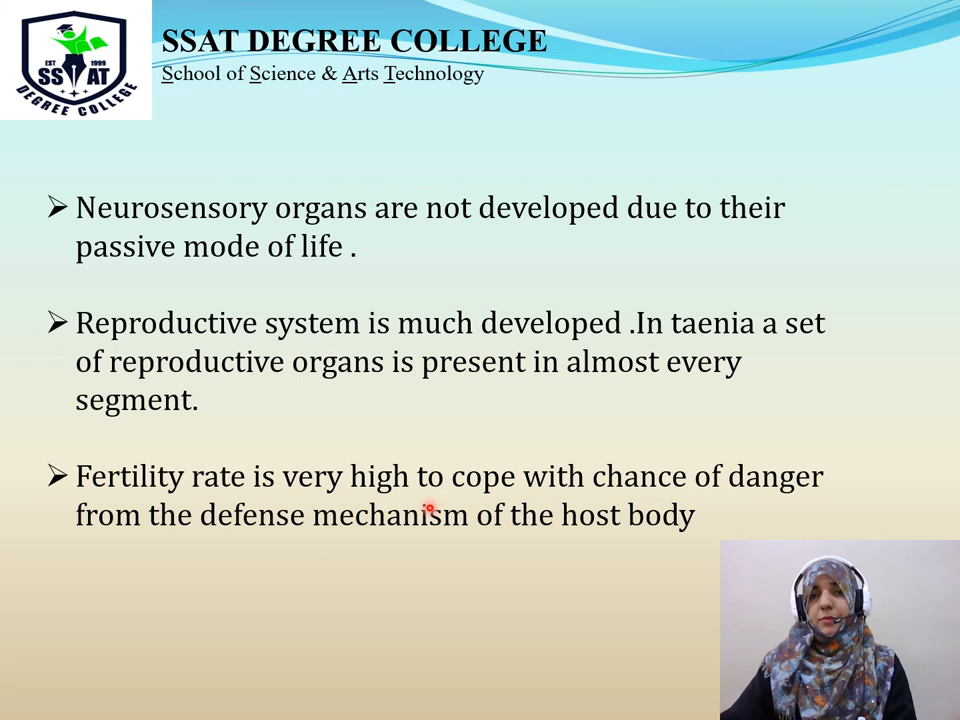 SSAT DEGREE COLLEGE
School of Science & Arts Technology
EST 1999
SSAT
DEGREE COLLEGE
Neurosensory organs are not developed due to their
passive mode of life .
Reproductive system is much developed .In taenia a set
of reproductive organs is present in almost every
segment.
Fertility rate is very high to cope with chance of danger
from the defense mechanism of the host body